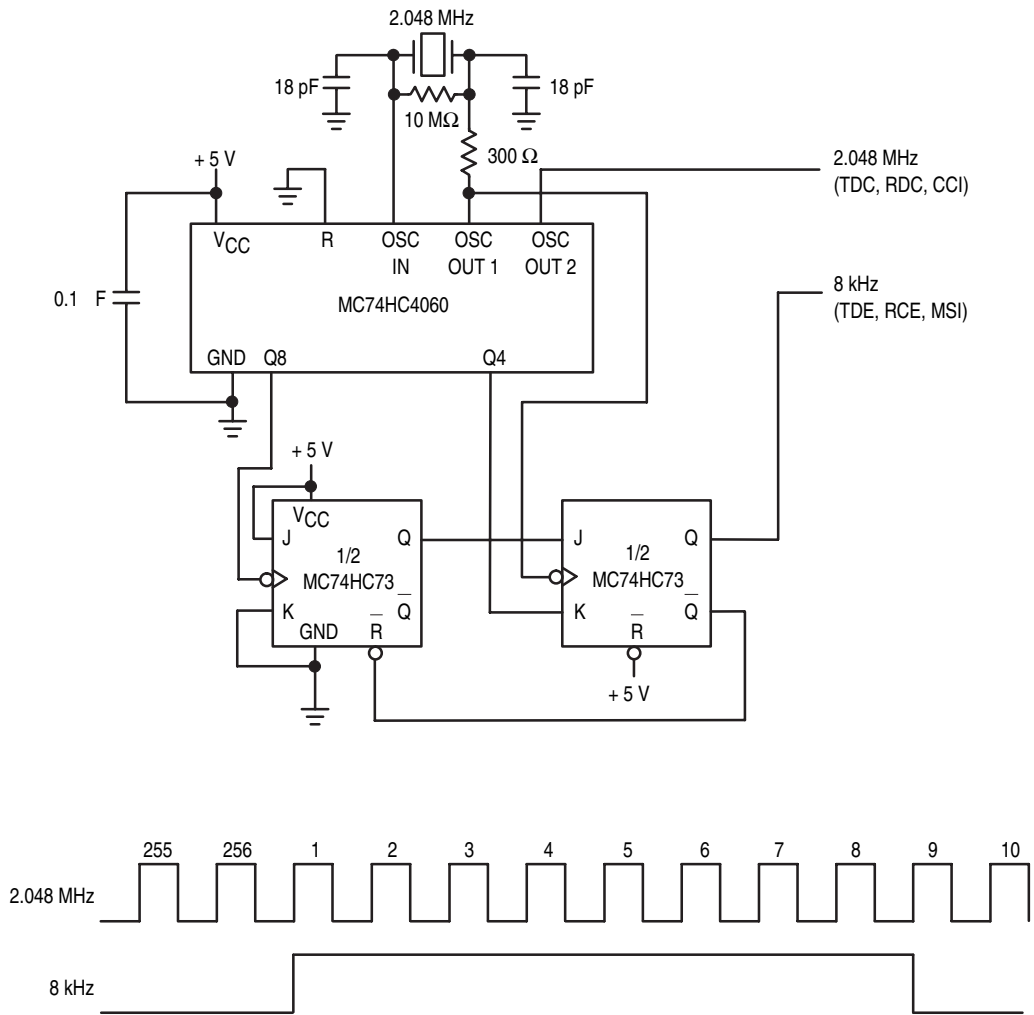 2.048 MHz
18 pF
18 pF
10 MΩ
300 Ω
+ 5 V
2.048 MHz
(TDC, RDC, CCI)
VCC
R
OSC
IN
OSC
OUT 1
OSC
OUT 2
8 kHz
(TDE, RCE, MSI)
0.1 F
MC74HC4060
GND
Q8
Q4
+ 5 V
VCC
J
Q
1/2
MC74HC73
K
Q
GND
R
J
Q
1/2
MC74HC73
K
Q
R
+ 5 V
255 256 1 2 3 4 5 6 7 8 9 10
2.048 MHz
8 kHz